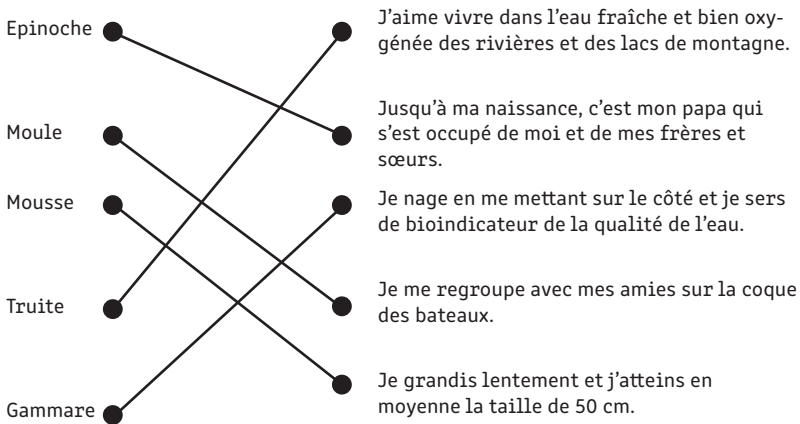 Epinoche
J'aime vivre dans l'eau fraîche et bien oxy-
génée des rivières et des lacs de montagne.
Moule
Jusqu'à ma naissance, c'est mon papa qui
s'est occupé de moi et de mes frères et
sœurs.
Mousse
Je nage en me mettant sur le côté et je sers
de bioindicateur de la qualité de l'eau.
Truite
Je me regroupe avec mes amies sur la coque
des bateaux.
Gammare
Je grandis lentement et j'atteins en
moyenne la taille de 50 cm.